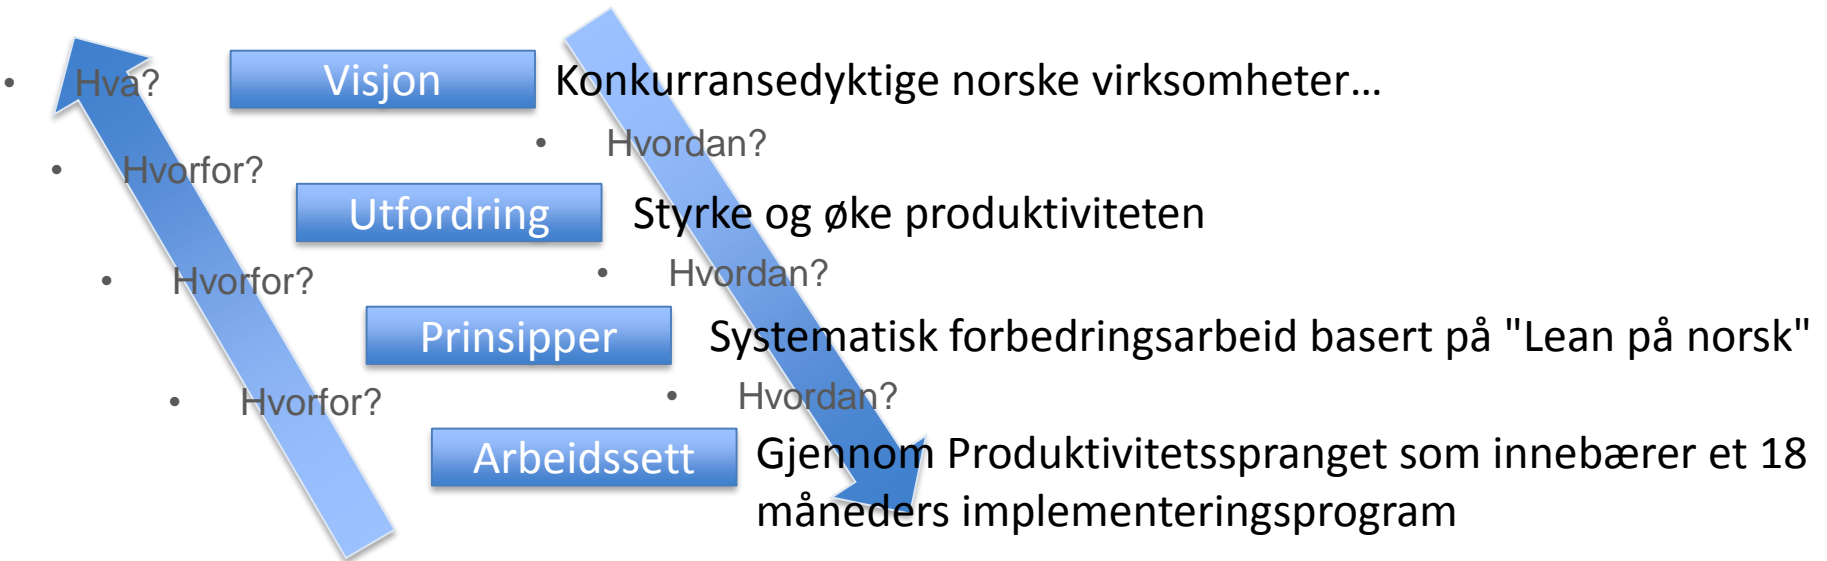 • Hva?
Visjon
Konkurransedyktige norske virksomheter…
• Hvordan?
• Hvorfor?
Utfordring
Styrke og øke produktiviteten
• Hvordan?
• Hvorfor?
Prinsipper
Systematisk forbedringsarbeid basert på "Lean på norsk"
• Hvordan?
• Hvorfor?
Arbeidssett
Gjennom Produktivitetsspranget som innebærer et 18
måneders implementeringsprogram